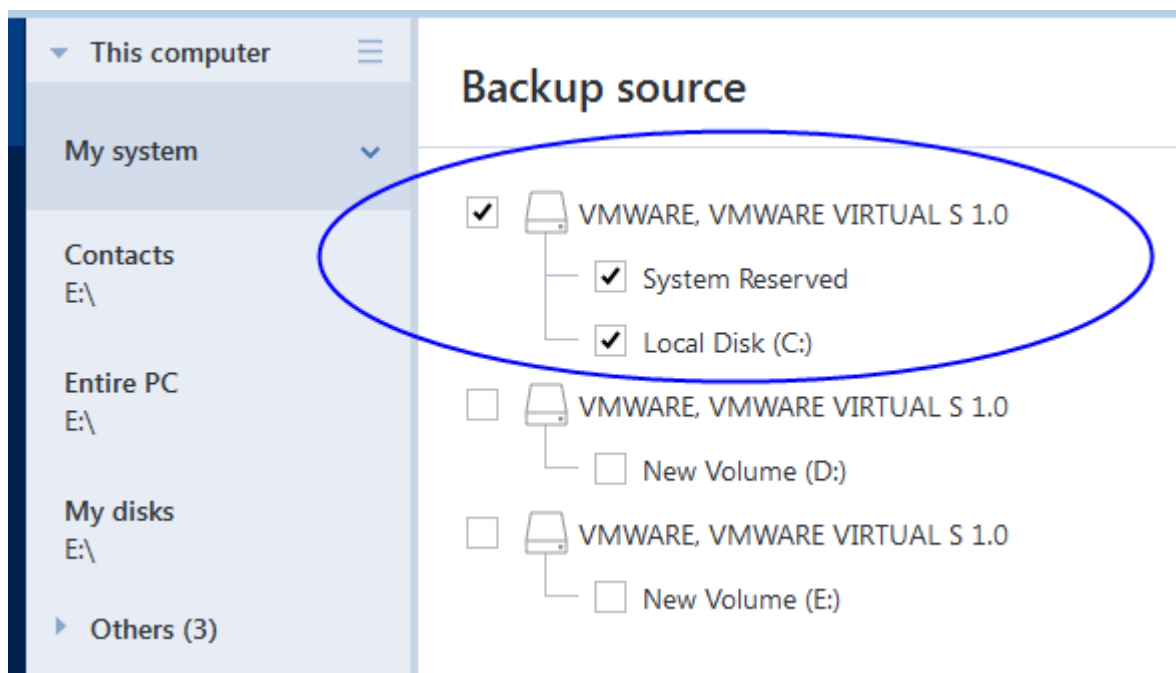 This computer
My system
Contacts
E:\
Entire PC
E:\
My disks
E:\
Others (3)
Backup source
VMWARE, VMWARE VIRTUAL S 1.0
System Reserved
Local Disk (C:)
VMWARE, VMWARE VIRTUAL S 1.0
New Volume (D:)
VMWARE, VMWARE VIRTUAL S 1.0
New Volume (E:)